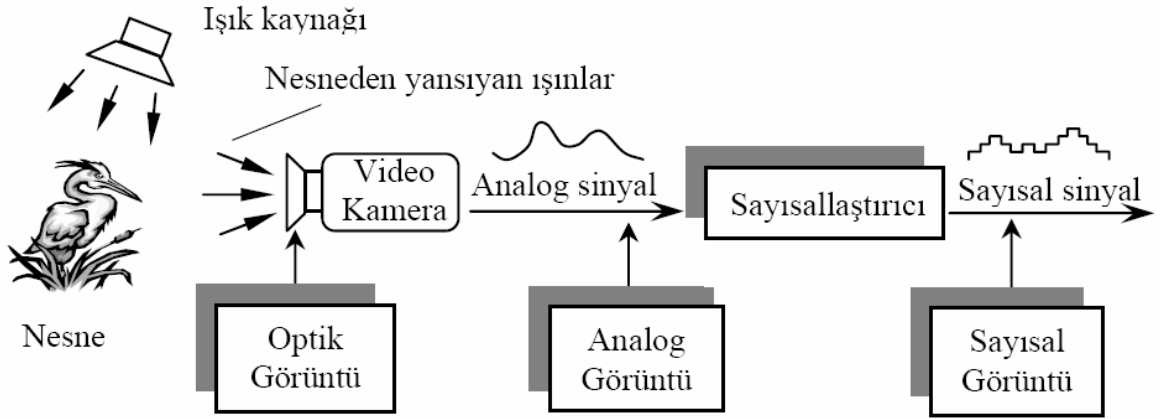 Işık kaynağı
Nesneden yansıyan ışınlar
Video
Kamera
Analog sinyal
Sayısallaştırıcı
Sayısal sinyal
Nesne
Optik
Görüntü
Analog
Görüntü
Sayısal
Görüntü